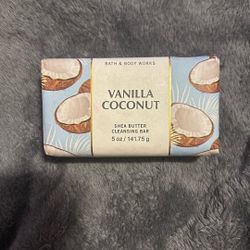 BATH & BODY WORKS
VANILLA
COCONUT
SHEA BUTTER
CLEANSING BAR
5 oz / 141.75 g